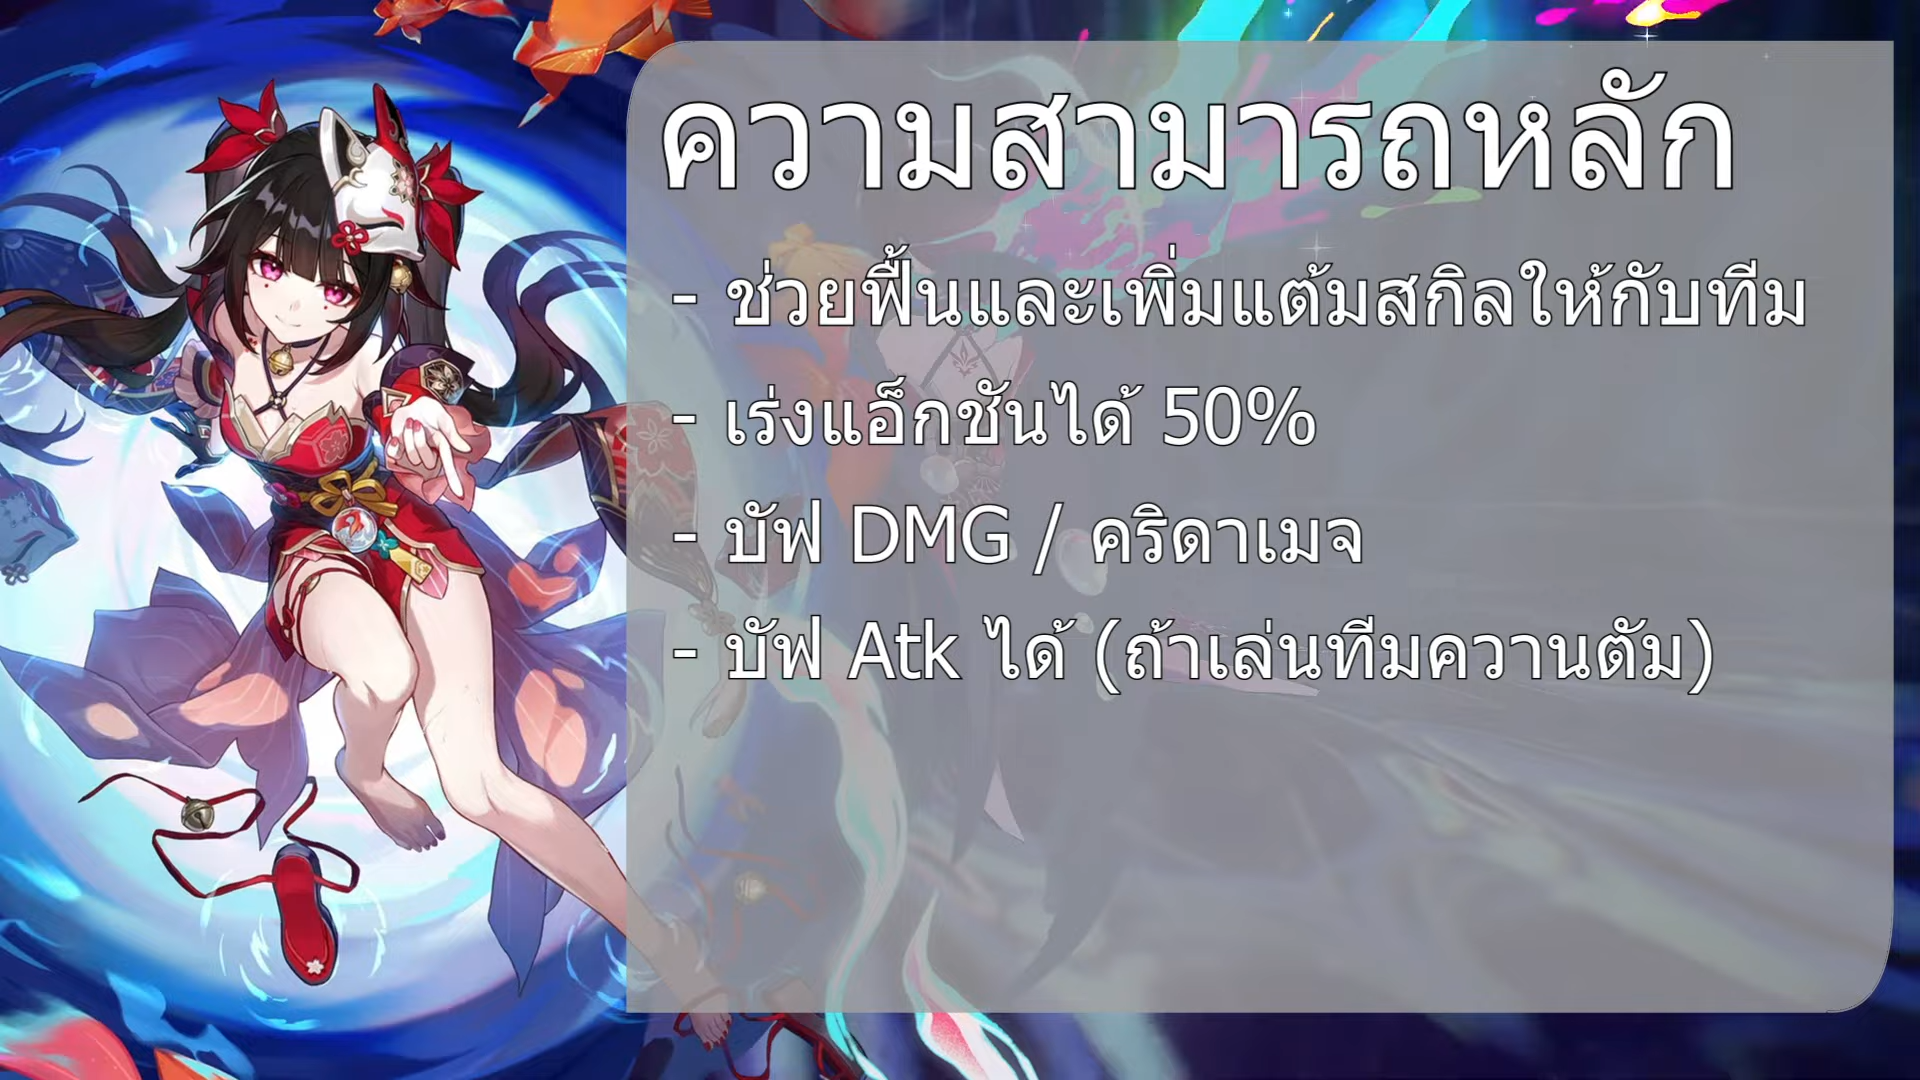 ความสามารถหลัก
- ช่วยฟื้นและเพิ่มแต้มสกิลให้กับทีม
- เร่งแอ็กชันได้ 50%
- บัฟ DMG / คริดาเมจ
- บัฟ Atk ได้ (ถ้าเล่นทีมควานตัม)